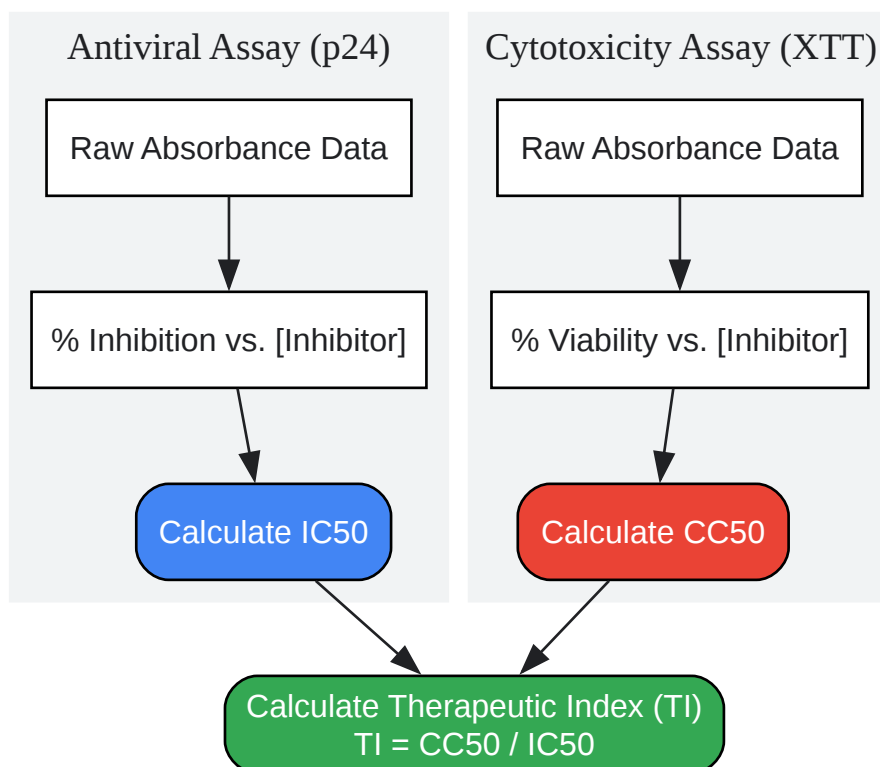 Antiviral Assay (p24)
Raw Absorbance Data
% Inhibition vs. [Inhibitor]
Calculate IC50
Cytotoxicity Assay (XTT)
Raw Absorbance Data
% Viability vs. [Inhibitor]
Calculate CC50
Calculate Therapeutic Index (TI)
TI = CC50 / IC50